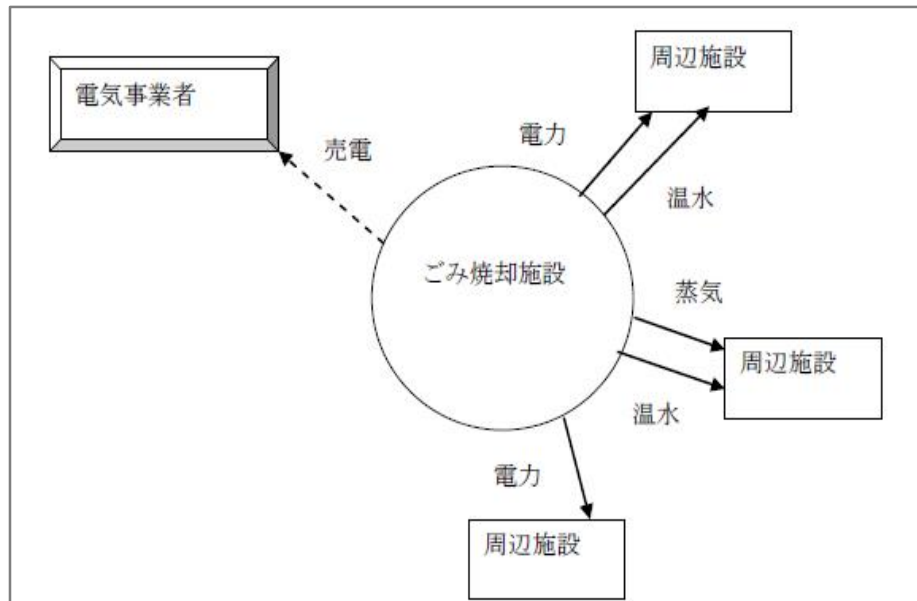 周辺施設
電気事業者
売電
電力
温水
ごみ焼却施設
蒸気
周辺施設
温水
電力
周辺施設